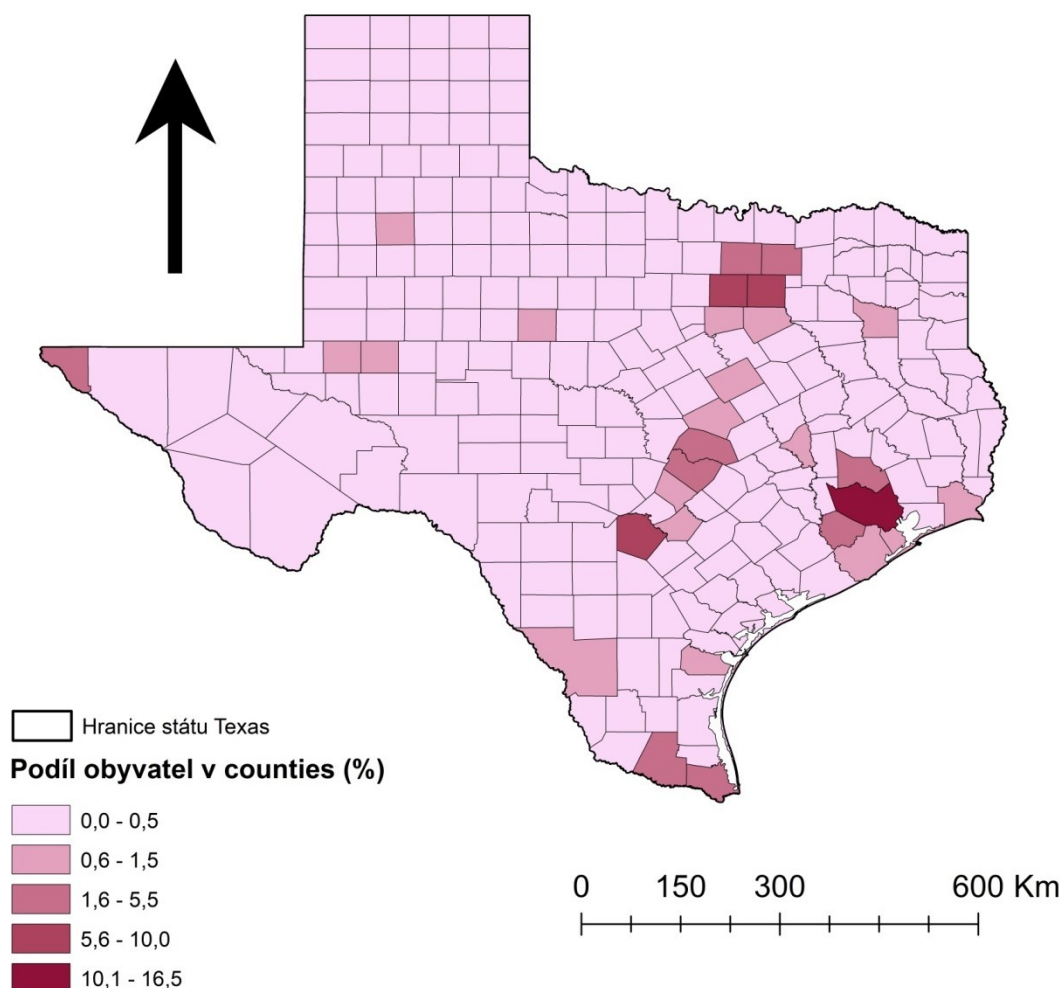 Hranice státu Texas
Podíl obyvatel v counties (%)
0,0 - 0,5
0,6 - 1,5
1,6 - 5,5
5,6 - 10,0
10,1 - 16,5
0 150 300 600 Km